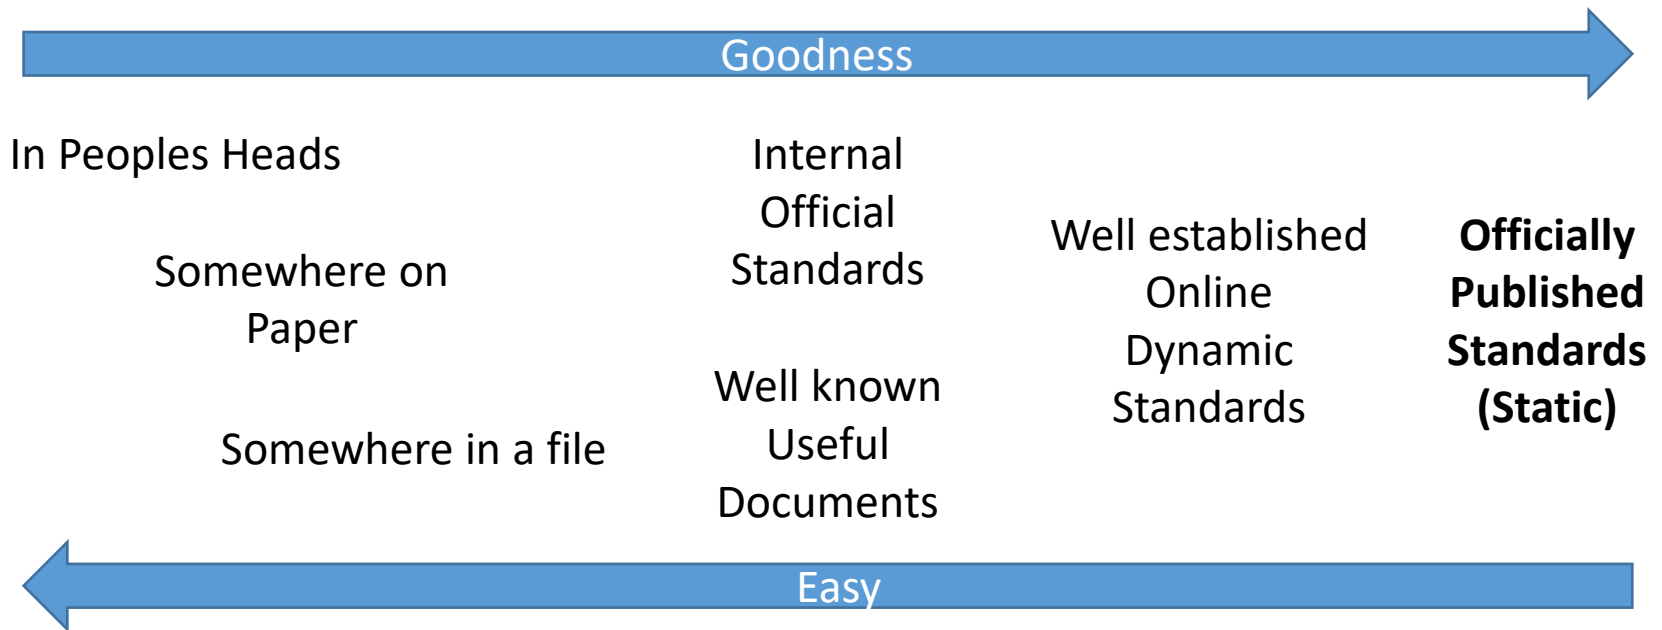 Goodness
In Peoples Heads
Somewhere on
Paper
Somewhere in a file
Internal
Official
Standards
Well known
Useful
Documents
Well established
Online
Dynamic
Standards
Officially
Published
Standards
(Static)
Easy